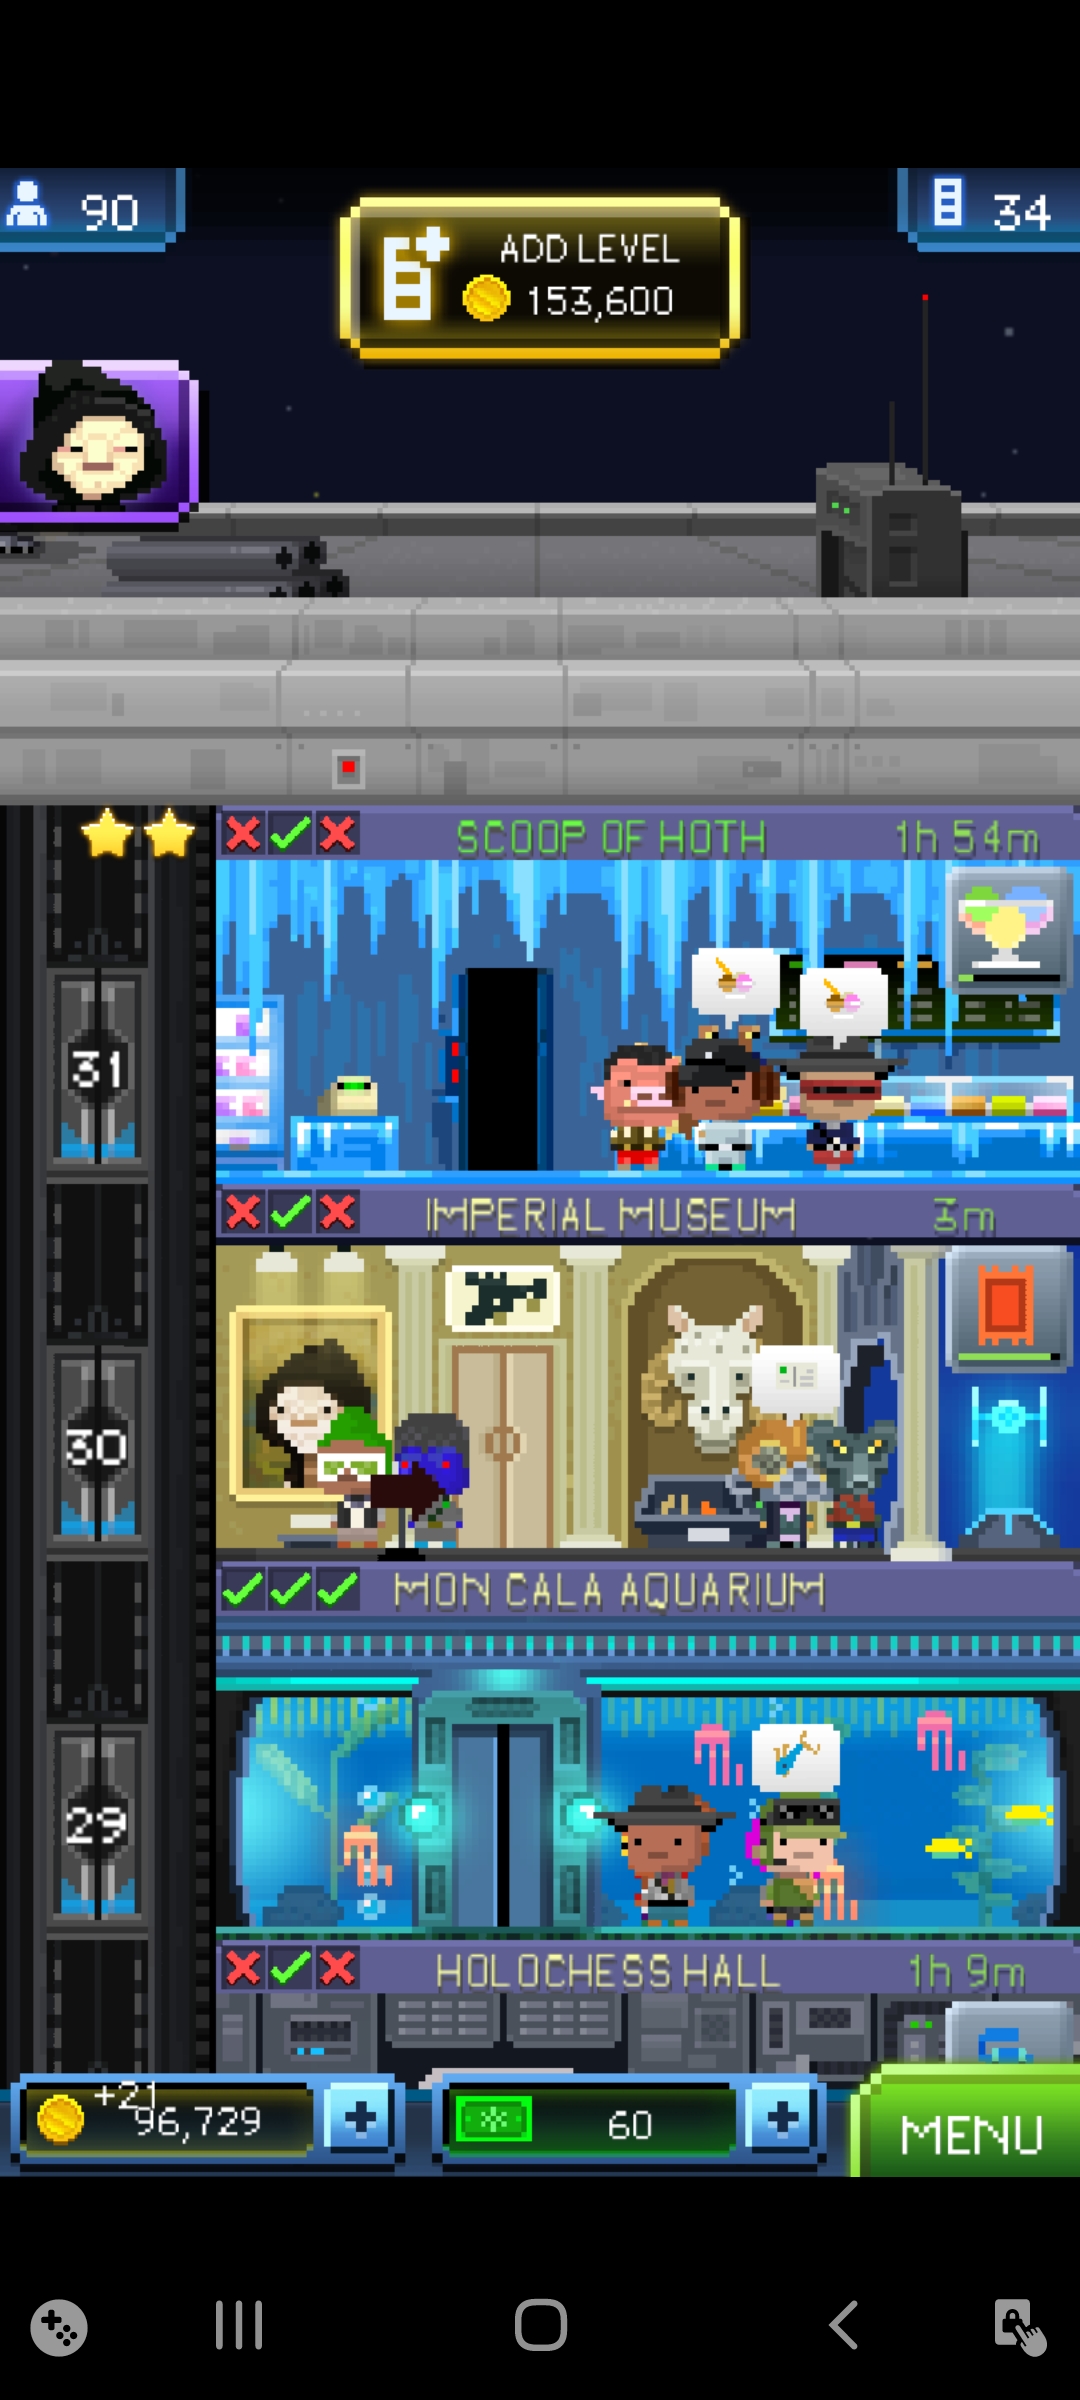 90
ADD LEVEL
153,600
34
SCOOP OF HOTH 1h 54m
31
IMPERIAL MUSEUM 3m
30
MON CALA AQUARIUM
29
HOLOCHESS HALL 1h 9m
+21
96,729
60
MENU